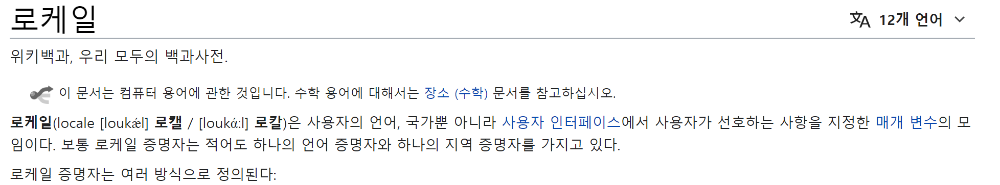 로케일
文A 12개 언어
위키백과, 우리 모두의 백과사전.
이 문서는 컴퓨터 용어에 관한 것입니다. 수학 용어에 대해서는 장소 (수학) 문서를 참고하십시오.
로케일(locale [loukǽl] 로캘 / [loukɑ́ːl] 로칼)은 사용자의 언어, 국가뿐 아니라 사용자 인터페이스에서 사용자가 선호하는 사항을 지정한 매개 변수의 모
임이다. 보통 로케일 증명자는 적어도 하나의 언어 증명자와 하나의 지역 증명자를 가지고 있다.
로케일 증명자는 여러 방식으로 정의된다: